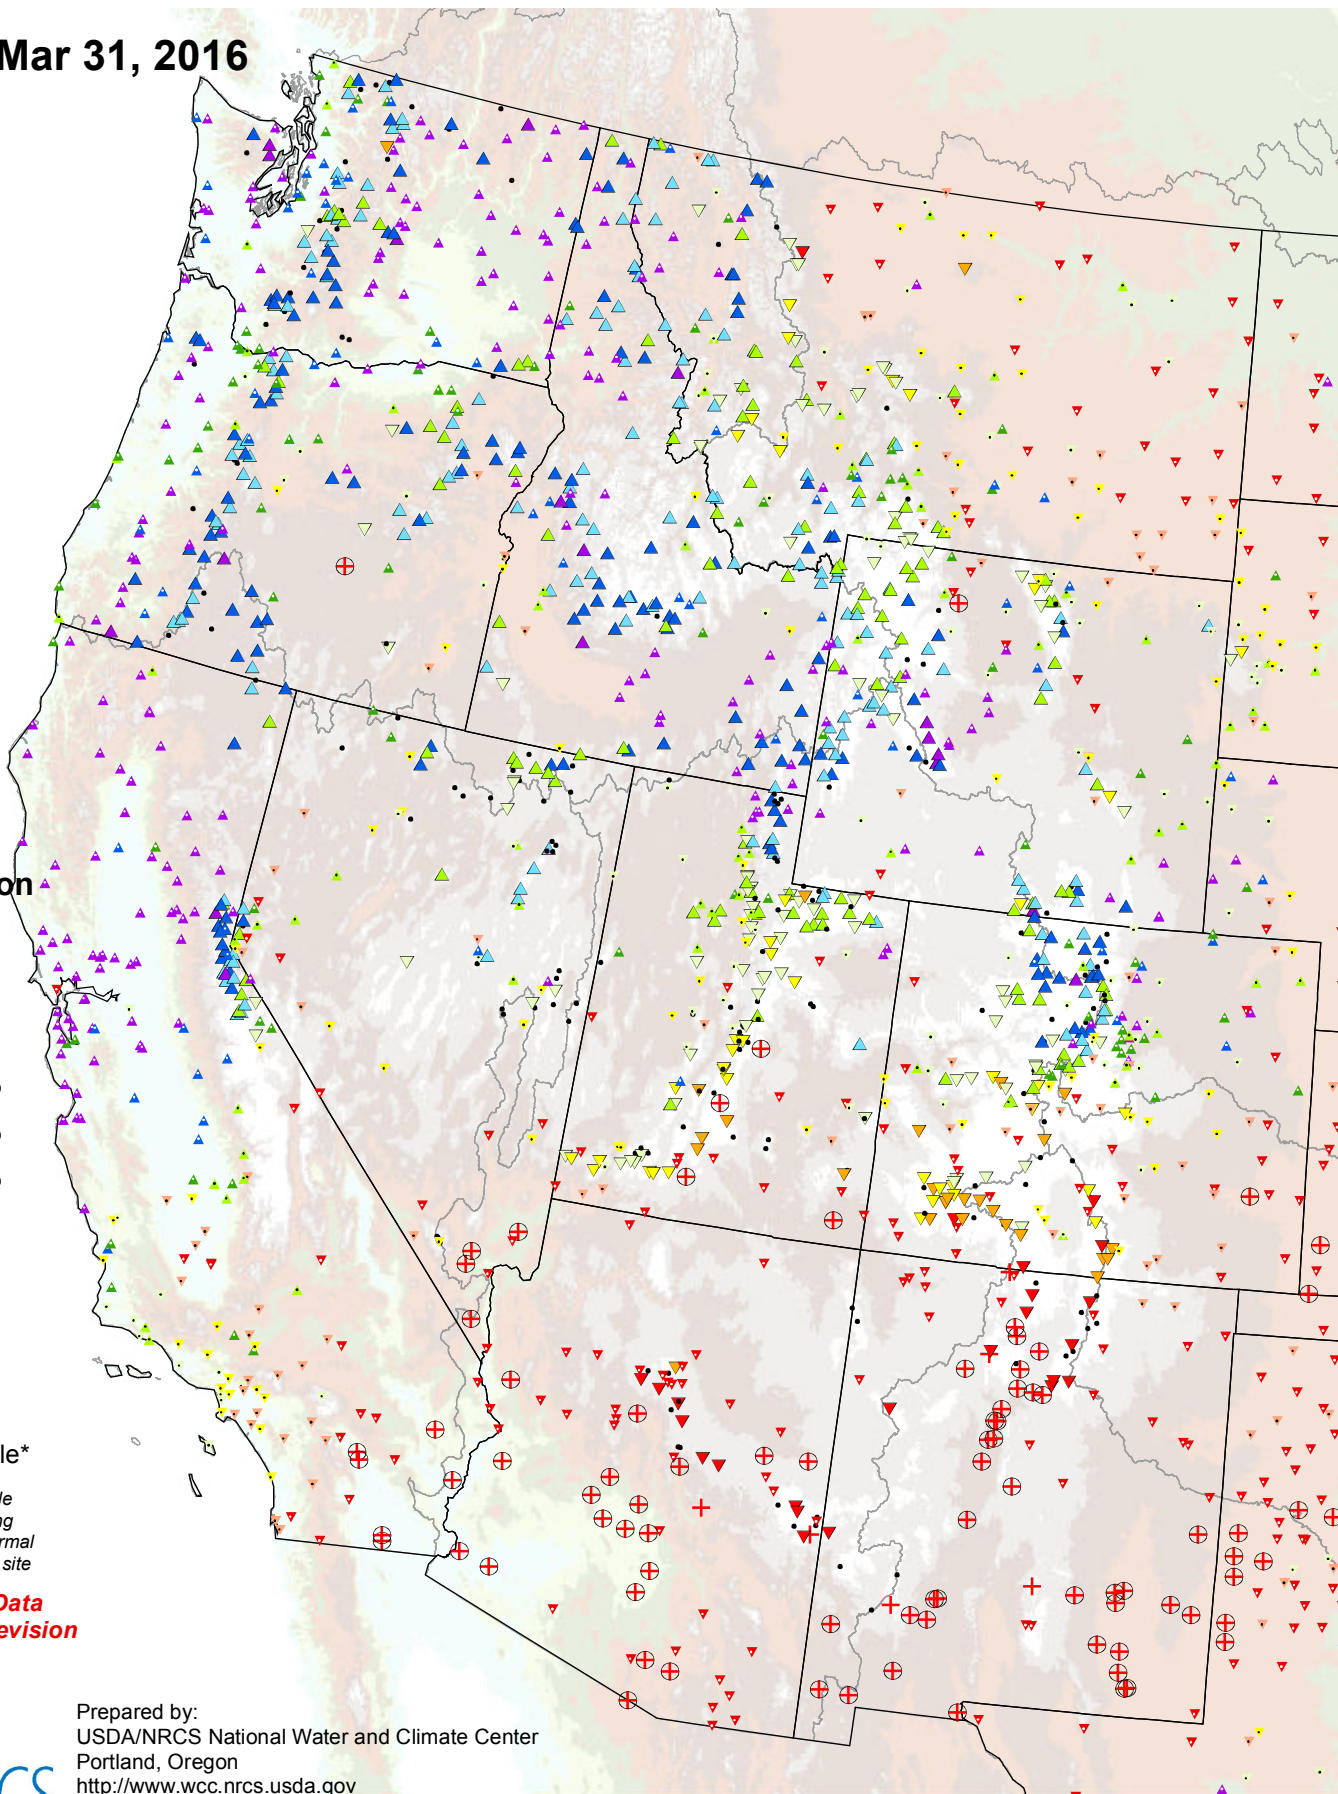 Mar 31, 2016
on
le*
le
ng
rmal
site
Data
evision
Prepared by:
USDA/NRCS National Water and Climate Center
Portland, Oregon
http://www.wcc.nrcs.usda.gov
CS